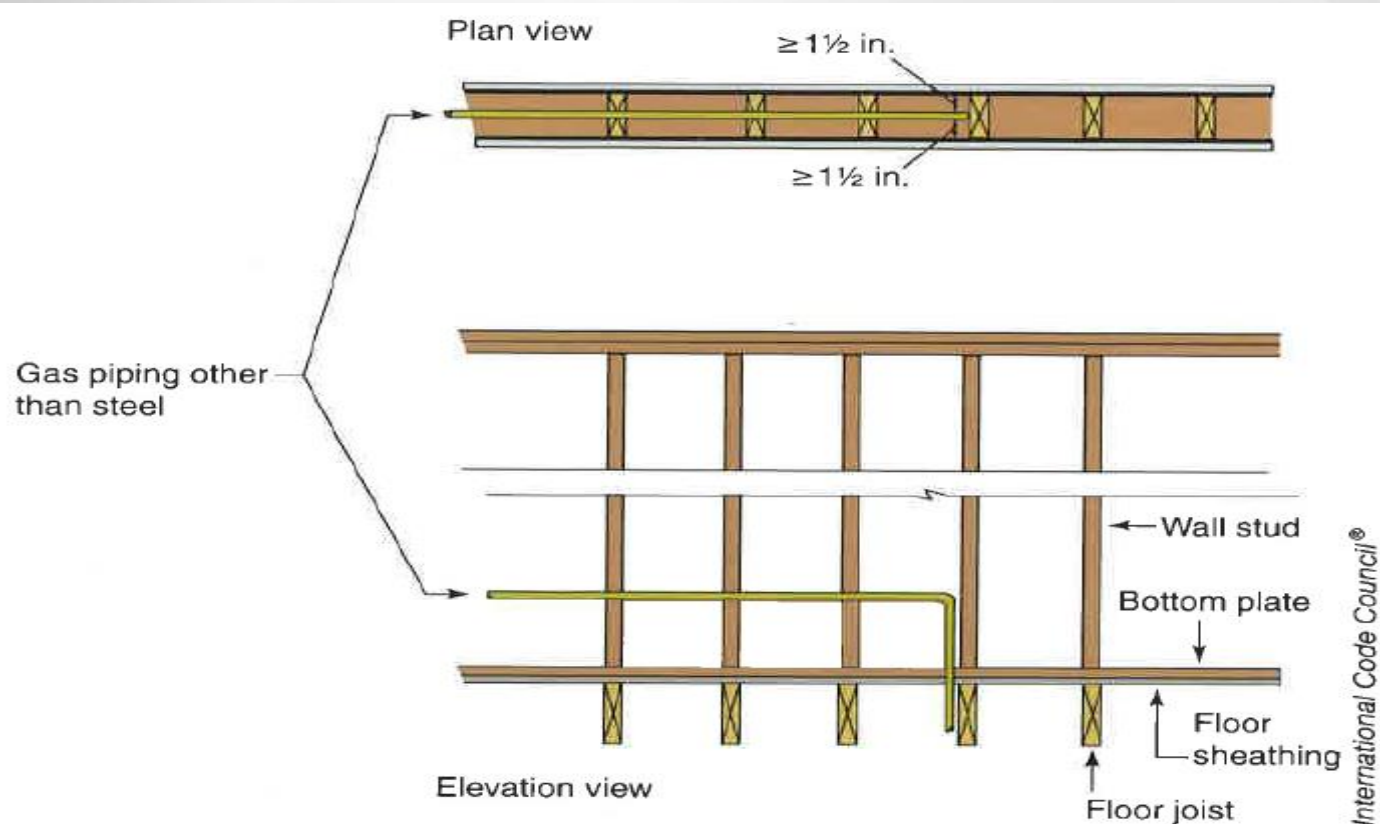 Plan view
≥ 1½ in.
≥ 1½ in.
Gas piping other
than steel
Wall stud
Bottom plate
Floor
sheathing
Elevation view
Floor joist
International Code Council®